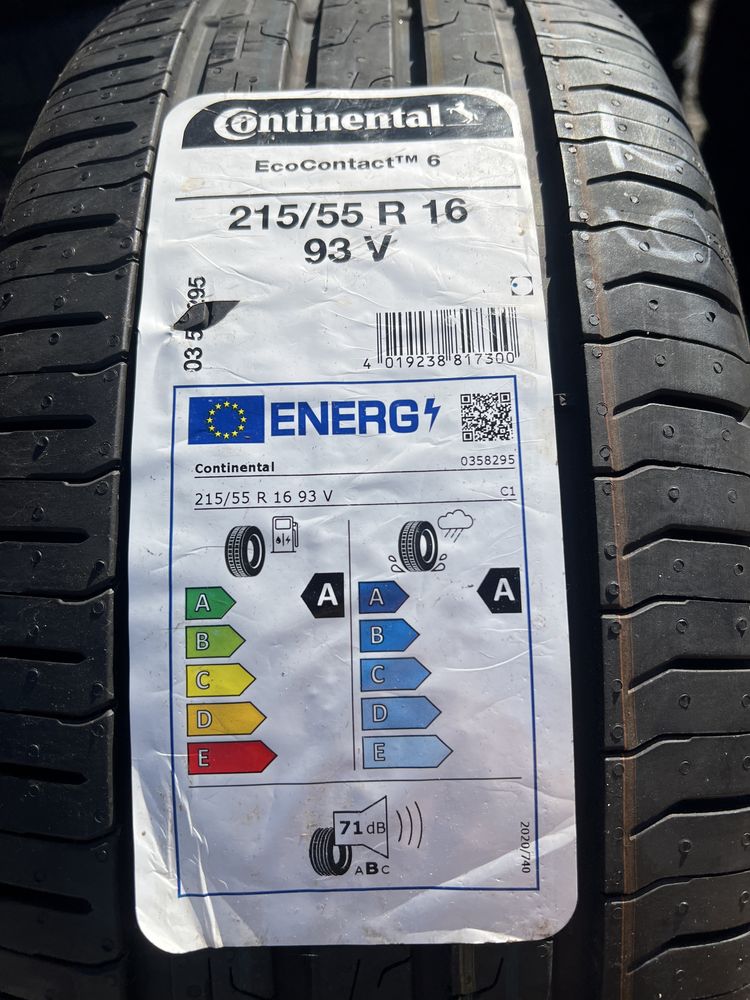 Continental
EcoContact™ 6
215/55 R 16
93 V
4 019238 817300
ENERG
Continental 0358295
215/55 R 16 93 V C1
A A
A A
B B
C C
D D
E E
71 dB
ABC
2020/740